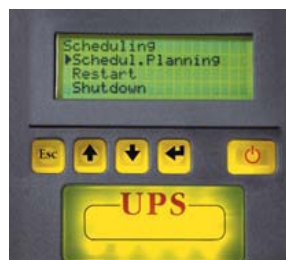 Scheduling
▶Schedul.Planning
Restart
Shutdown
Esc
UPS